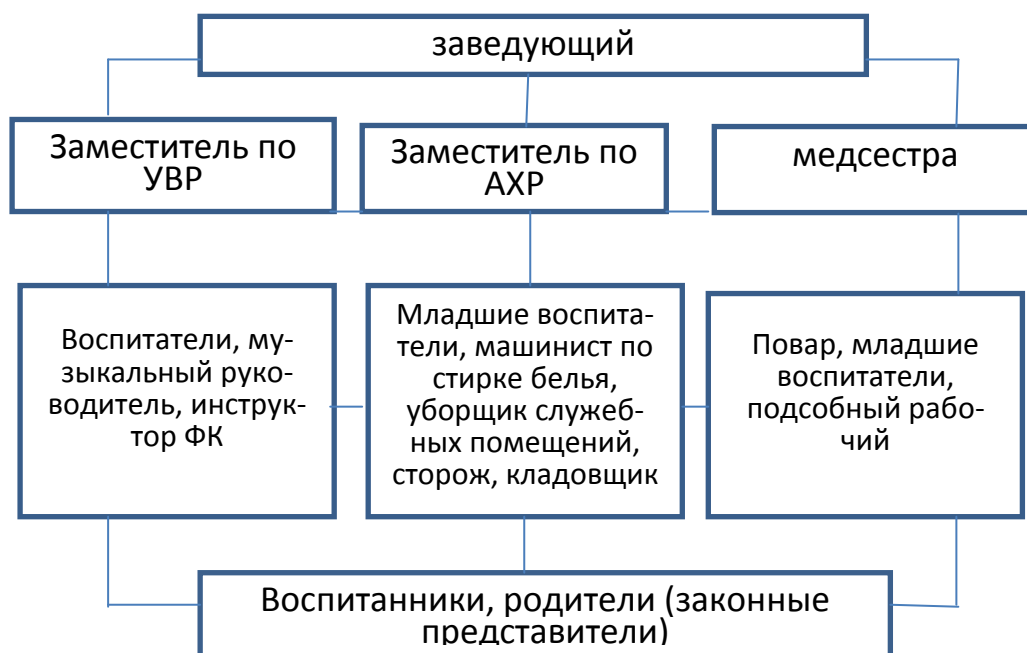 заведующий
Заместитель по
УВР
Заместитель по
АХР
медсестра
Воспитатели, му-
зыкальный руко-
водитель, инструк-
тор ФК
Младшие воспита-
тели, машинист по
стирке белья,
уборщик служеб-
ных помещений,
сторож, кладовщик
Повар, младшие
воспитатели,
подсобный рабо-
чий
Воспитанники, родители (законные
представители)